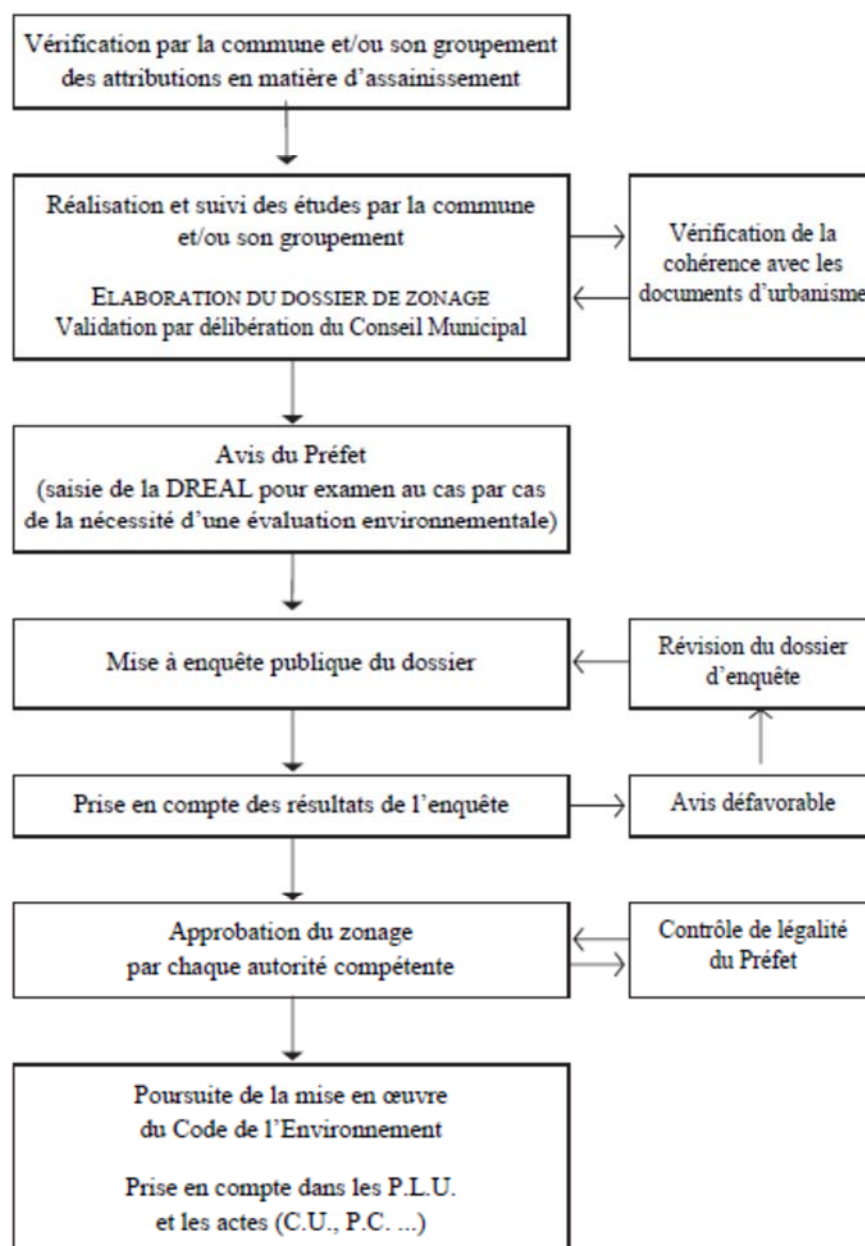 Vérification par la commune et/ou son groupement
des attributions en matière d’assainissement
Réalisation et suivi des études par la commune
et/ou son groupement
ELABORATION DU DOSSIER DE ZONAGE
Validation par délibération du Conseil Municipal
Vérification de la
cohérence avec les
documents d’urbanisme
Avis du Préfet
(saisie de la DREAL pour examen au cas par cas
de la nécessité d’une évaluation environnementale)
Mise à enquête publique du dossier
Révision du dossier
d’enquête
Prise en compte des résultats de l’enquête
Avis défavorable
Approbation du zonage
par chaque autorité compétente
Contrôle de légalité
du Préfet
Poursuite de la mise en œuvre
du Code de l’Environnement
Prise en compte dans les P.L.U.
et les actes (C.U., P.C. ...)